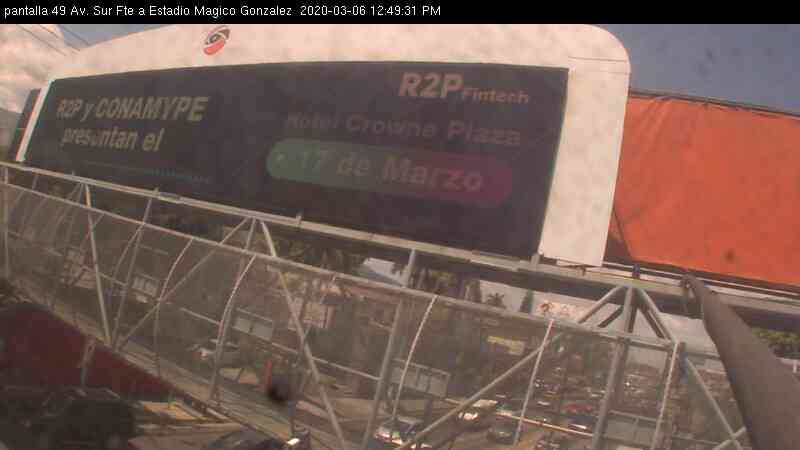 pantalla 49 Av. Sur Fte a Estadio Magico Gonzalez 2020-03-06 12:49:31 PM
R2P Fintech
R2P y CONAMYPE
presentan el
Hotel Crowne Plaza
17 de Marzo